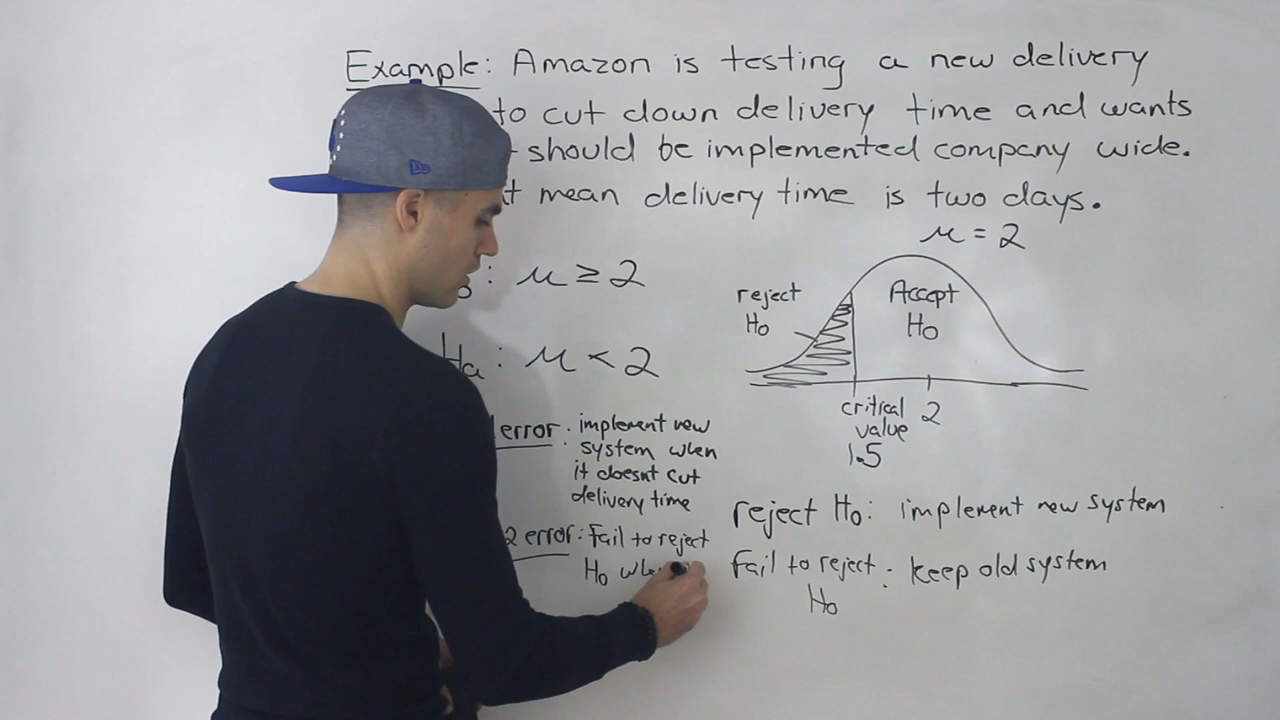 Example: Amazon is testing a new delivery
to cut down delivery time and wants
should be implemented company wide.
mean delivery time is two days.
μ = 2
: μ ≥ 2
Ha : μ < 2
reject
H0
Accept
H0
critical
value
1.5
2
error : implement new
system when
it doesnt cut
delivery time
2 error : Fail to reject
H0
reject H0 : implement new system
Fail to reject : keep old system
H0